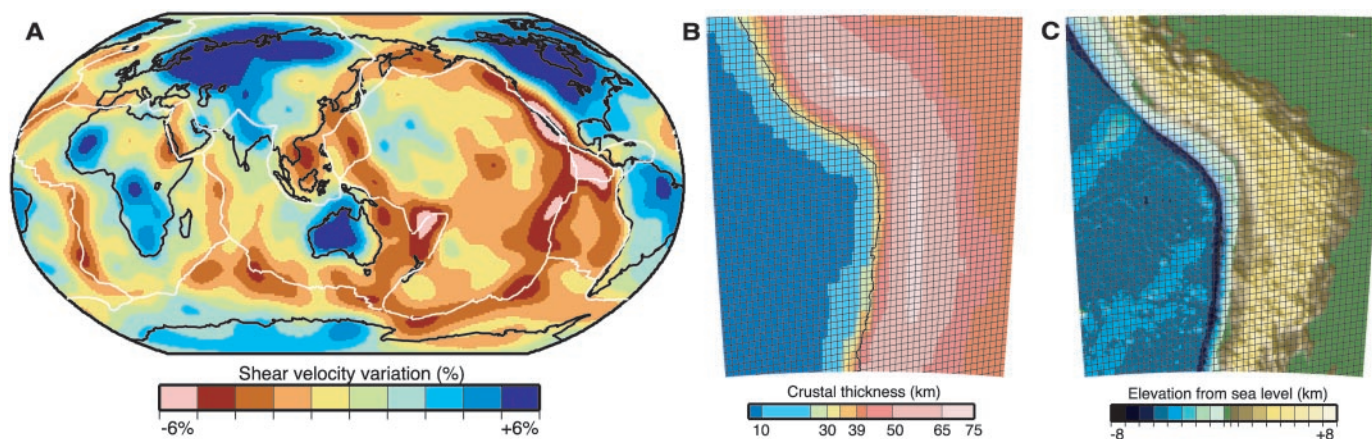 A
B
C
Shear velocity variation (%)
-6%
+6%
Crustal thickness (km)
10 30 39 50 65 75
Elevation from sea level (km)
-8
+8